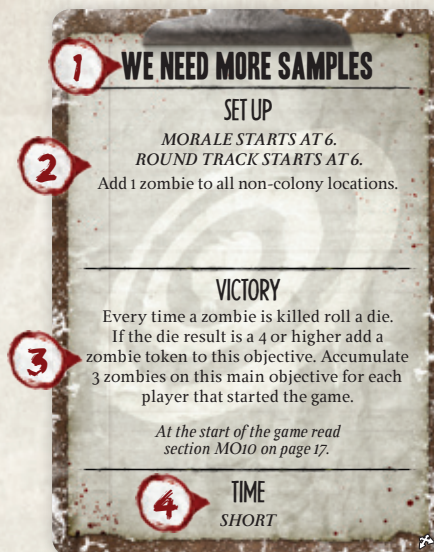 1
WE NEED MORE SAMPLES
SET UP
MORALE STARTS AT 6.
ROUND TRACK STARTS AT 6.
2
Add 1 zombie to all non-colony locations.
VICTORY
Every time a zombie is killed roll a die.
If the die result is a 4 or higher add a
3
zombie token to this objective. Accumulate
3 zombies on this main objective for each
player that started the game.
At the start of the game read
section MO10 on page 17.
4
TIME
SHORT